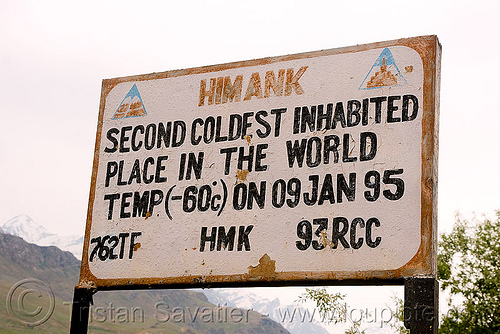 HIMANK
SECOND COLDEST INHABITED
PLACE IN THE WORLD
TEMP (-60°c) ON 09 JAN 95
762TF HMK 93RCC
© Tristan Savatier - www.loupiote.com